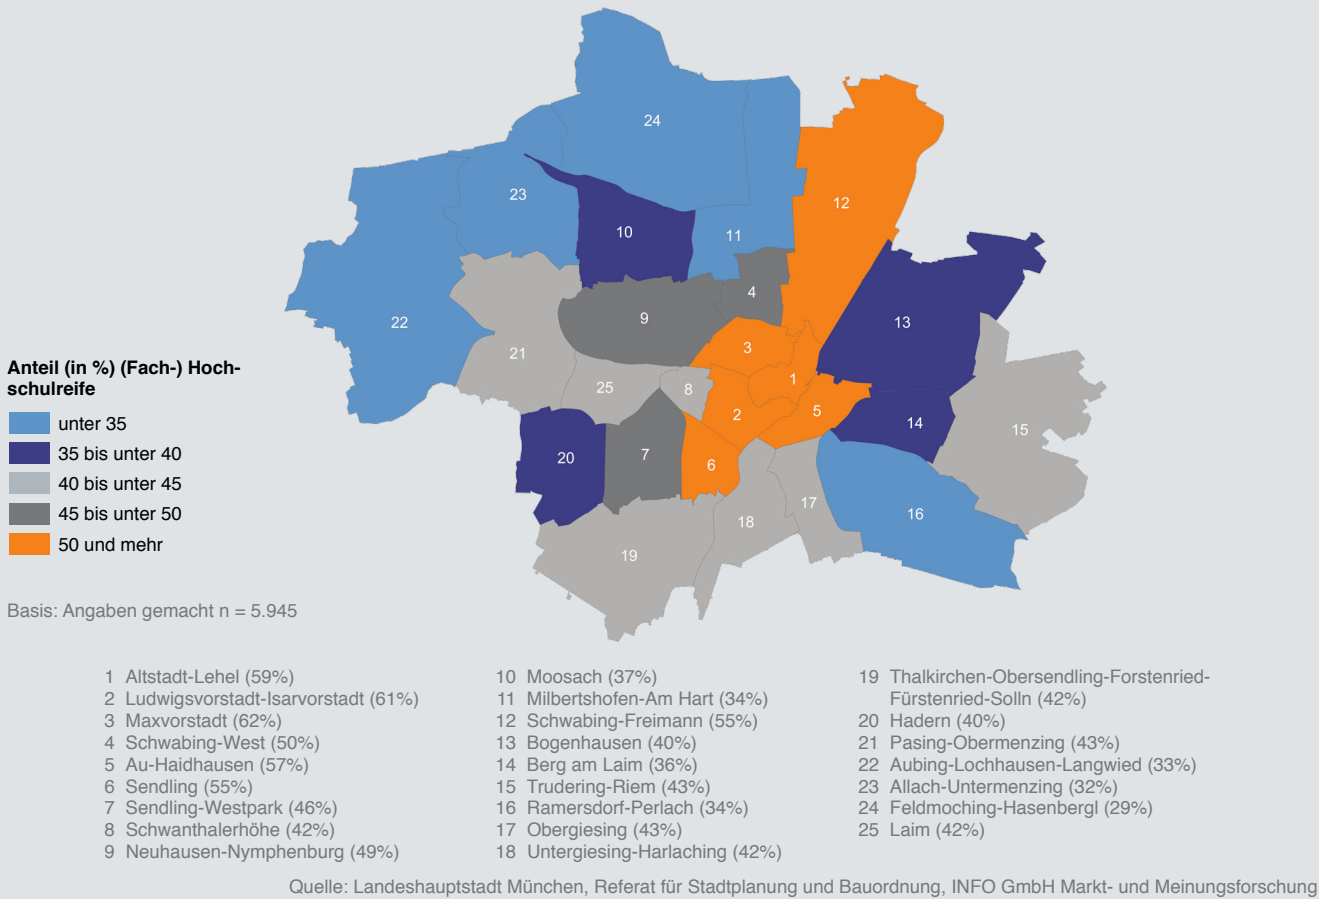 24
23
12
10
11
4
13
9
22
3
21
25
8
1
2
5
14
15
20
7
6
17
16
18
19
Anteil (in %) (Fach-) Hoch-
schulreife
unter 35
35 bis unter 40
40 bis unter 45
45 bis unter 50
50 und mehr
Basis: Angaben gemacht n = 5.945
1 Altstadt-Lehel (59%)
2 Ludwigsvorstadt-Isarvorstadt (61%)
3 Maxvorstadt (62%)
4 Schwabing-West (50%)
5 Au-Haidhausen (57%)
6 Sendling (55%)
7 Sendling-Westpark (46%)
8 Schwanthalerhöhe (42%)
9 Neuhausen-Nymphenburg (49%)
10 Moosach (37%)
11 Milbertshofen-Am Hart (34%)
12 Schwabing-Freimann (55%)
13 Bogenhausen (40%)
14 Berg am Laim (36%)
15 Trudering-Riem (43%)
16 Ramersdorf-Perlach (34%)
17 Obergiesing (43%)
18 Untergiesing-Harlaching (42%)
19 Thalkirchen-Obersendling-Forstenried-
Fürstenried-Solln (42%)
20 Hadern (40%)
21 Pasing-Obermenzing (43%)
22 Aubing-Lochhausen-Langwied (33%)
23 Allach-Untermenzing (32%)
24 Feldmoching-Hasenbergl (29%)
25 Laim (42%)
Quelle: Landeshauptstadt München, Referat für Stadtplanung und Bauordnung, INFO GmbH Markt- und Meinungsforschung